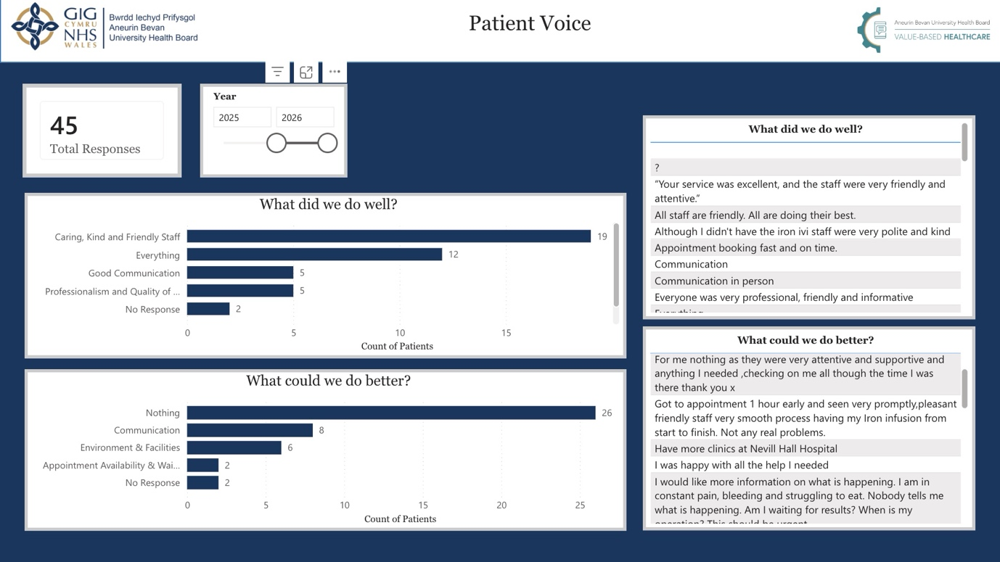 GIG
CYMRU
NHS
WALES
Bwrdd Iechyd Prifysgol
Aneurin Bevan
University Health Board
Patient Voice
Aneurin Bevan University Health Board
VALUE-BASED HEALTHCARE
45
Total Responses
Year
2025 2026
What did we do well?
Caring, Kind and Friendly Staff 19
Everything 12
Good Communication 5
Professionalism and Quality of ... 5
No Response 2
0 5 10 15
Count of Patients
What could we do better?
Nothing 26
Communication 8
Environment & Facilities 6
Appointment Availability & Wai... 2
No Response 2
0 5 10 15 20 25
Count of Patients
What did we do well?
?
“Your service was excellent, and the staff were very friendly and
attentive.”
All staff are friendly. All are doing their best.
Although I didn't have the iron ivi staff were very polite and kind
Appointment booking fast and on time.
Communication
Communication in person
Everyone was very professional, friendly and informative
Everything
What could we do better?
For me nothing as they were very attentive and supportive and
anything I needed ,checking on me all though the time I was
there thank you x
Got to appointment 1 hour early and seen very promptly,pleasant
friendly staff very smooth process having my Iron infusion from
start to finish. Not any real problems.
Have more clinics at Nevill Hall Hospital
I was happy with all the help I needed
I would like more information on what is happening. I am in
constant pain, bleeding and struggling to eat. Nobody tells me
what is happening. Am I waiting for results? When is my
operation? This should be urgent